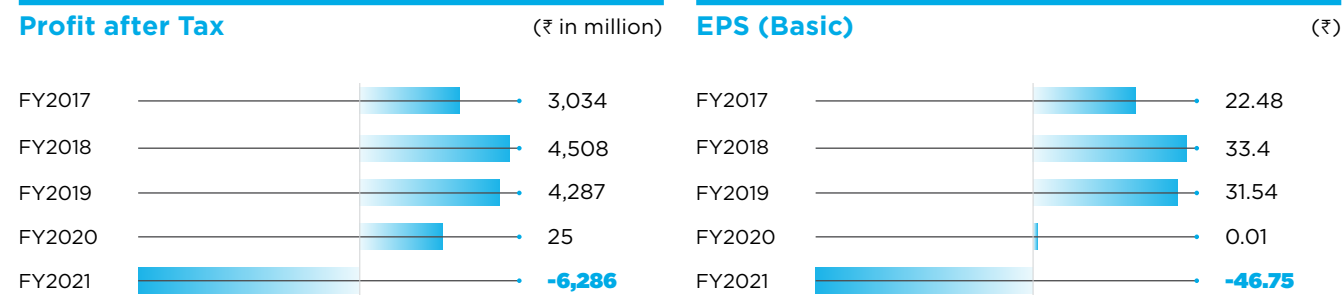 Profit after Tax (₹ in million)
FY2017 3,034
FY2018 4,508
FY2019 4,287
FY2020 25
FY2021 -6,286
EPS (Basic) (₹)
FY2017 22.48
FY2018 33.4
FY2019 31.54
FY2020 0.01
FY2021 -46.75